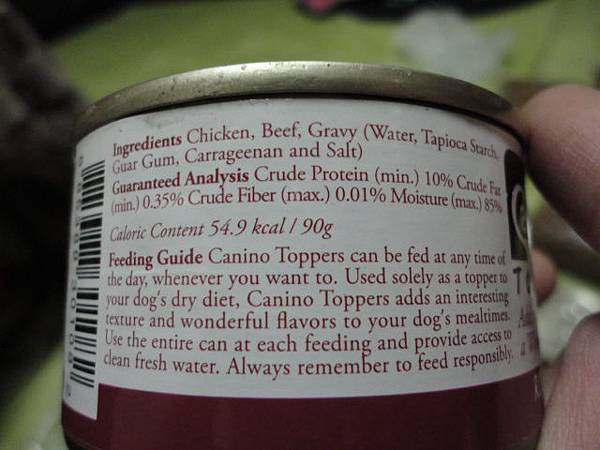 Ingredients Chicken, Beef, Gravy (Water, Tapioca Starch,
Guar Gum, Carrageenan and Salt)
Guaranteed Analysis Crude Protein (min.) 10% Crude Fat
(min.) 0.35% Crude Fiber (max.) 0.01% Moisture (max.) 85%
Caloric Content 54.9 kcal / 90g
Feeding Guide Canino Toppers can be fed at any time of
the day, whenever you want to. Used solely as a topper to
your dog's dry diet, Canino Toppers adds an interesting
texture and wonderful flavors to your dog's mealtimes.
Use the entire can at each feeding and provide access to
clean fresh water. Always remember to feed responsibly.